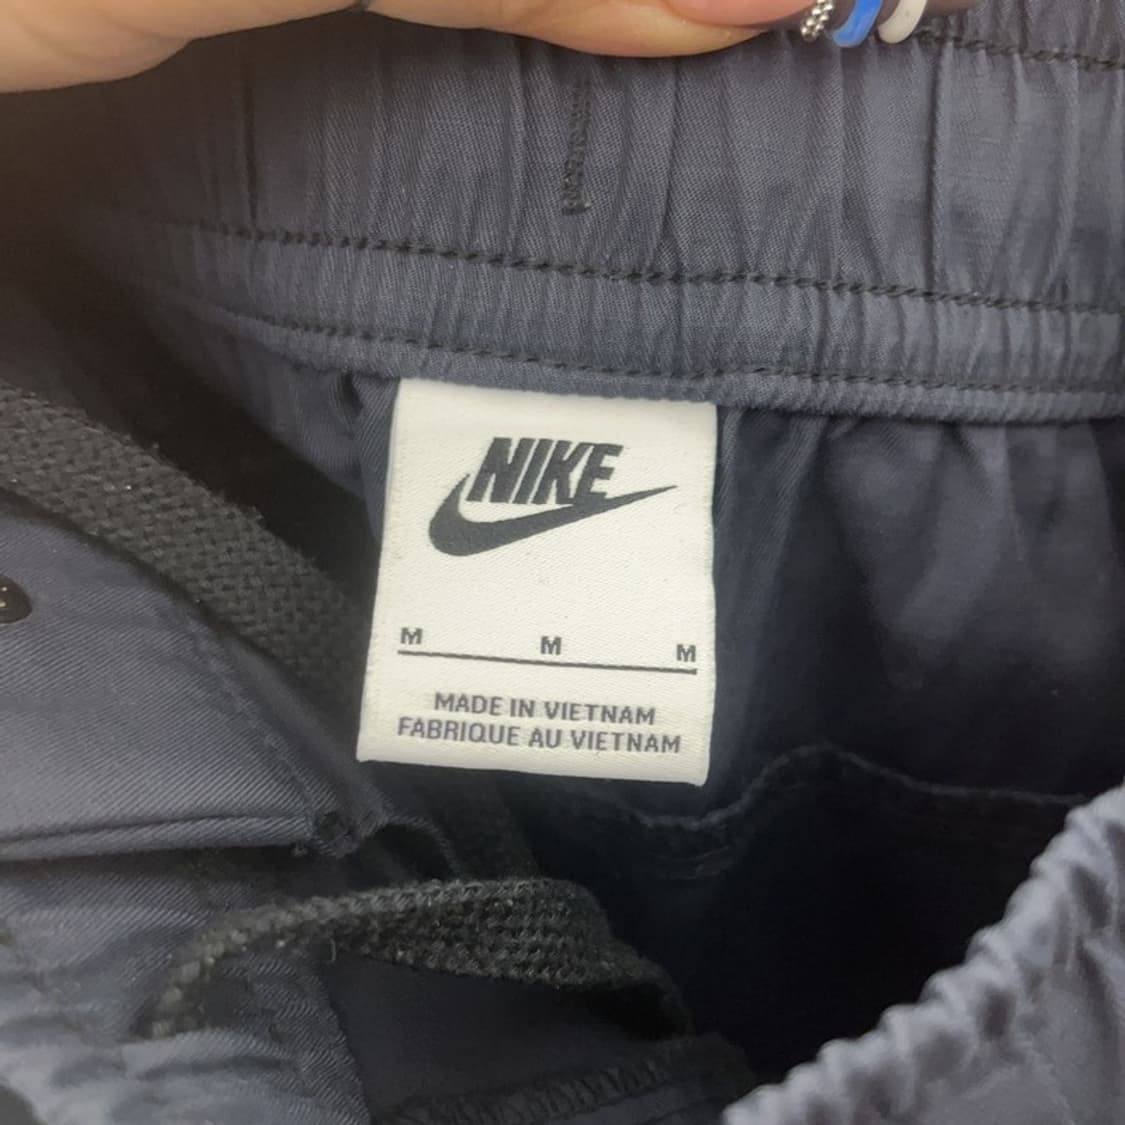 NIKE
M M M
MADE IN VIETNAM
FABRIQUE AU VIETNAM